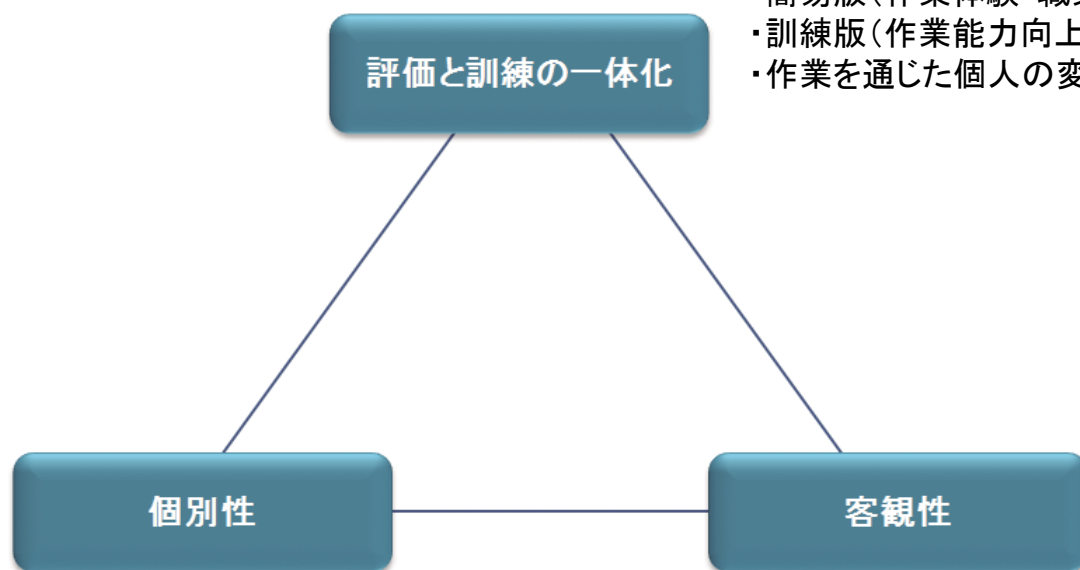 ・訓練版(作業能力向上
・作業を通じた個人の変
評価と訓練の一体化
個別性
客観性